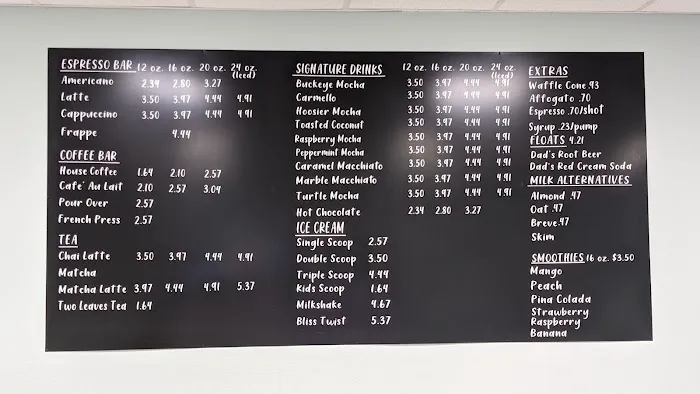 ESPRESSO BAR 12 oz. 16 oz. 20 oz. 24 oz. (Iced)
Americano 2.34 2.80 3.27
Latte 3.50 3.97 4.44 4.91
Cappuccino 3.50 3.97 4.44 4.91
Frappe 4.44
COFFEE BAR
House Coffee 1.64 2.10 2.57
Cafe' Au Lait 2.10 2.57 3.04
Pour Over 2.57
French Press 2.57
TEA
Chai Latte 3.50 3.97 4.44 4.91
Matcha
Matcha Latte 3.97 4.44 4.91 5.37
Two Leaves Tea 1.64
SIGNATURE DRINKS 12 oz. 16 oz. 20 oz. 24 oz. (Iced)
Buckeye Mocha 3.50 3.97 4.44 4.91
Carmello 3.50 3.97 4.44 4.91
Hoosier Mocha 3.50 3.97 4.44 4.91
Toasted Coconut 3.50 3.97 4.44 4.91
Raspberry Mocha 3.50 3.97 4.44 4.91
Peppermint Mocha 3.50 3.97 4.44 4.91
Caramel Macchiato 3.50 3.97 4.44 4.91
Marble Macchiato 3.50 3.97 4.44 4.91
Turtle Mocha 3.50 3.97 4.44 4.91
Hot Chocolate 2.34 2.80 3.27
ICE CREAM
Single Scoop 2.57
Double Scoop 3.50
Triple Scoop 4.44
Kids Scoop 1.64
Milkshake 4.67
Bliss Twist 5.37
EXTRAS
Waffle Cone .93
Affogato .70
Espresso .70/shot
Syrup .23/pump
FLOATS 4.21
Dad's Root Beer
Dad's Red Cream Soda
MILK ALTERNATIVES
Almond .47
Oat .47
Breve .47
Skim
SMOOTHIES 16 oz. $3.50
Mango
Peach
Pina Colada
Strawberry
Raspberry
Banana